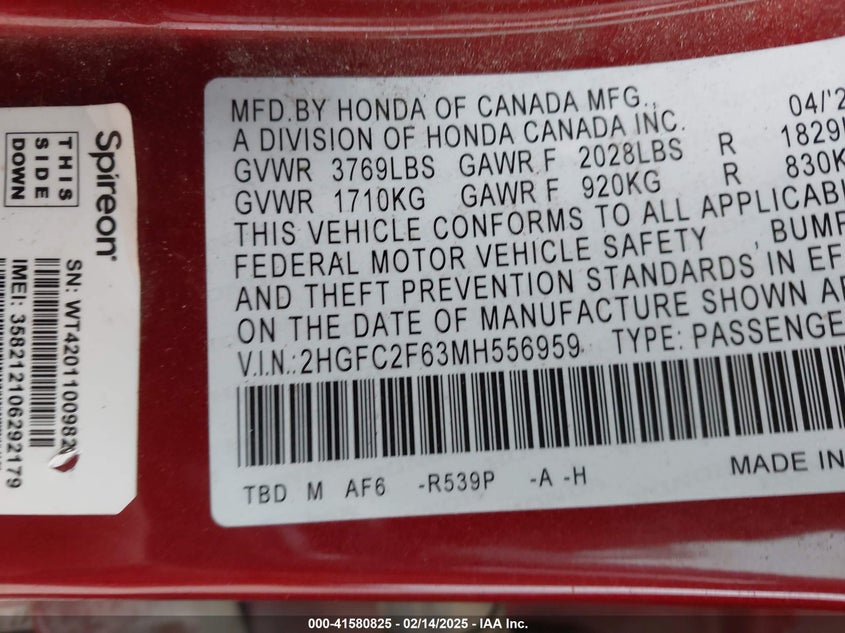 MFD.BY HONDA OF CANADA MFG., 04/'2
A DIVISION OF HONDA CANADA INC.
GVWR 3769LBS GAWR F 2028LBS R 1829
GVWR 1710KG GAWR F 920KG R 830K
THIS VEHICLE CONFORMS TO ALL APPLICABL
FEDERAL MOTOR VEHICLE SAFETY , BUMP
AND THEFT PREVENTION STANDARDS IN EF
ON THE DATE OF MANUFACTURE SHOWN A
V.I.N.:2HGFC2F63MH556959 TYPE: PASSENGE
TBD M AF6 -R539P -A -H MADE IN
Spireon
THIS
SIDE
DOWN
SN: WT4201100982
IMEI: 358212106292179
000-41580825 - 02/14/2025 - IAA Inc.